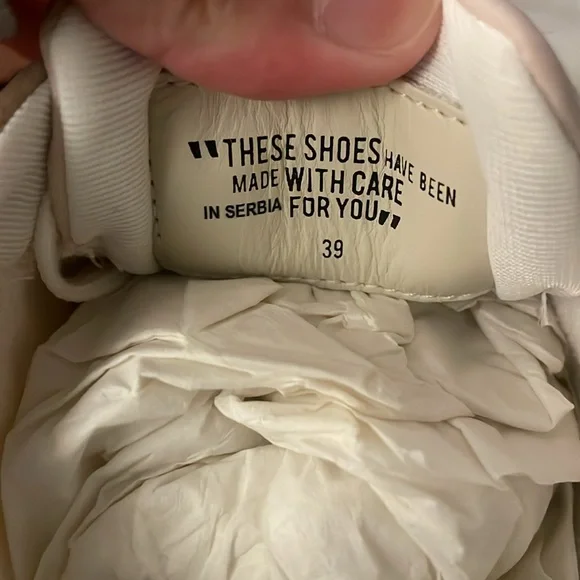 "THESE SHOES HAVE BEEN
MADE WITH CARE
IN SERBIA FOR YOU"
39